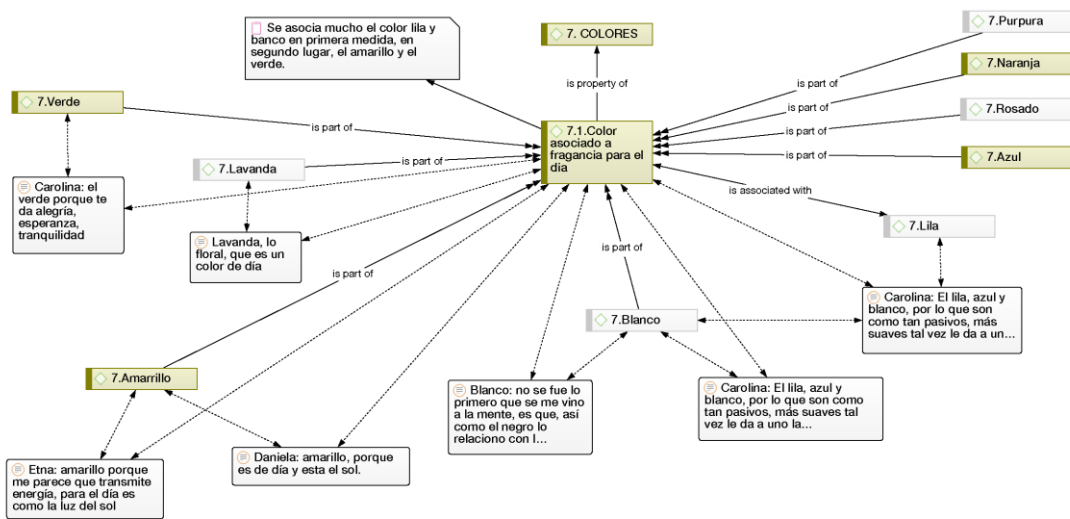 Se asocia mucho el color lila y
banco en primera medida, en
segundo lugar, el amarillo y el
verde.
7. COLORES
7.Purpura
is property of
is part of
7.Naranja
is part of
7.Verde
is part of
7.Rosado
is part of
7.1.Color
asociado a
fragancia para el
día
7.Azul
is part of
7.Lavanda
is part of
Carolina: el
verde porque te
da alegría,
esperanza,
tranquilidad
is associated with
7.Lila
Lavanda, lo
floral, que es un
color de día
is part of
is part of
Carolina: El lila, azul y
blanco, por lo que son
como tan pasivos, más
suaves tal vez le da a un...
7.Blanco
7.Amarrillo
Blanco: no se fue lo
primero que se me vino
a la mente, es que, así
como el negro lo
relaciono con l...
Carolina: El lila, azul y
blanco, por lo que son como
tan pasivos, más suaves tal
vez le da a uno la...
Etna: amarillo porque
me parece que transmite
energía, para el día es
como la luz del sol
Daniela: amarillo, porque
es de día y esta el sol.